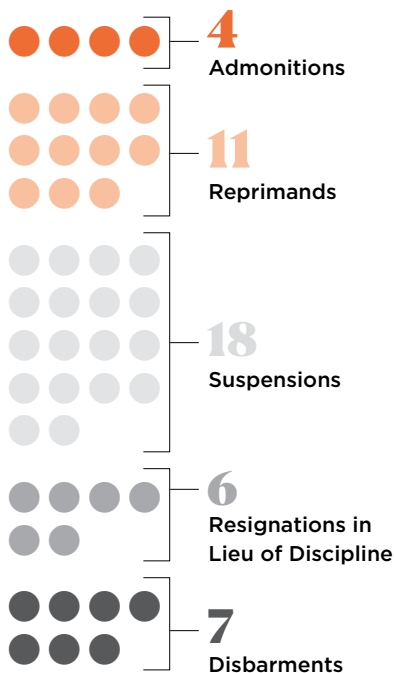 4
Admonitions
11
Reprimands
18
Suspensions
6
Resignations in
Lieu of Discipline
7
Disbarments